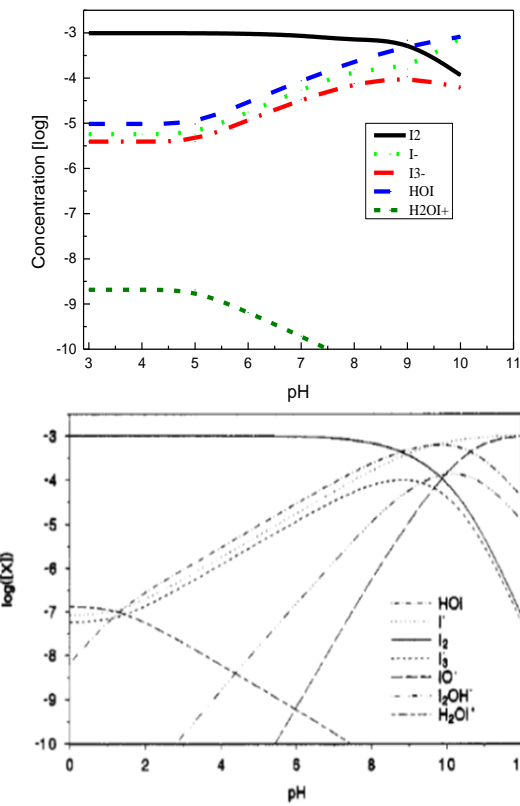 -3
-4
-5
-6
-7
-8
-9
-10
Concentration [log]
I2
I-
I3-
HOI
H2OI+
3 4 5 6 7 8 9 10 11
pH
-3
-4
-5
-6
-7
-8
-9
-10
log([X])
HOI
I⁻
I₂
I₃⁻
IO⁻
I₂OH⁻
H₂OI⁺
0 2 4 6 8 10
pH